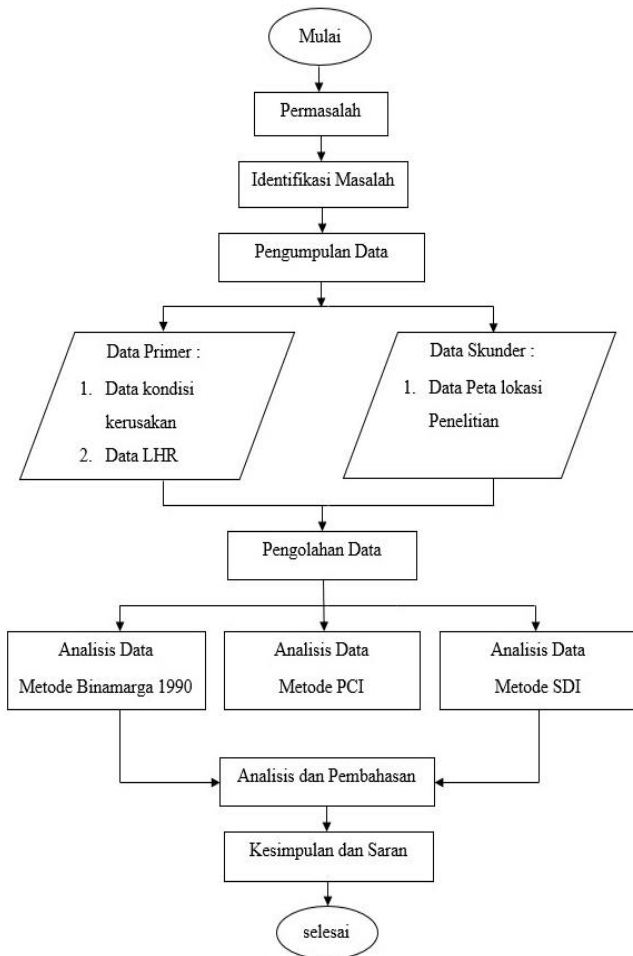 Mulai
Permasalah
Identifikasi Masalah
Pengumpulan Data
Data Primer :
1. Data kondisi
kerusakan
2. Data LHR
Data Skunder :
1. Data Peta lokasi
Penelitian
Pengolahan Data
Analisis Data
Metode Binamarga 1990
Analisis Data
Metode PCI
Analisis Data
Metode SDI
Analisis dan Pembahasan
Kesimpulan dan Saran
selesai